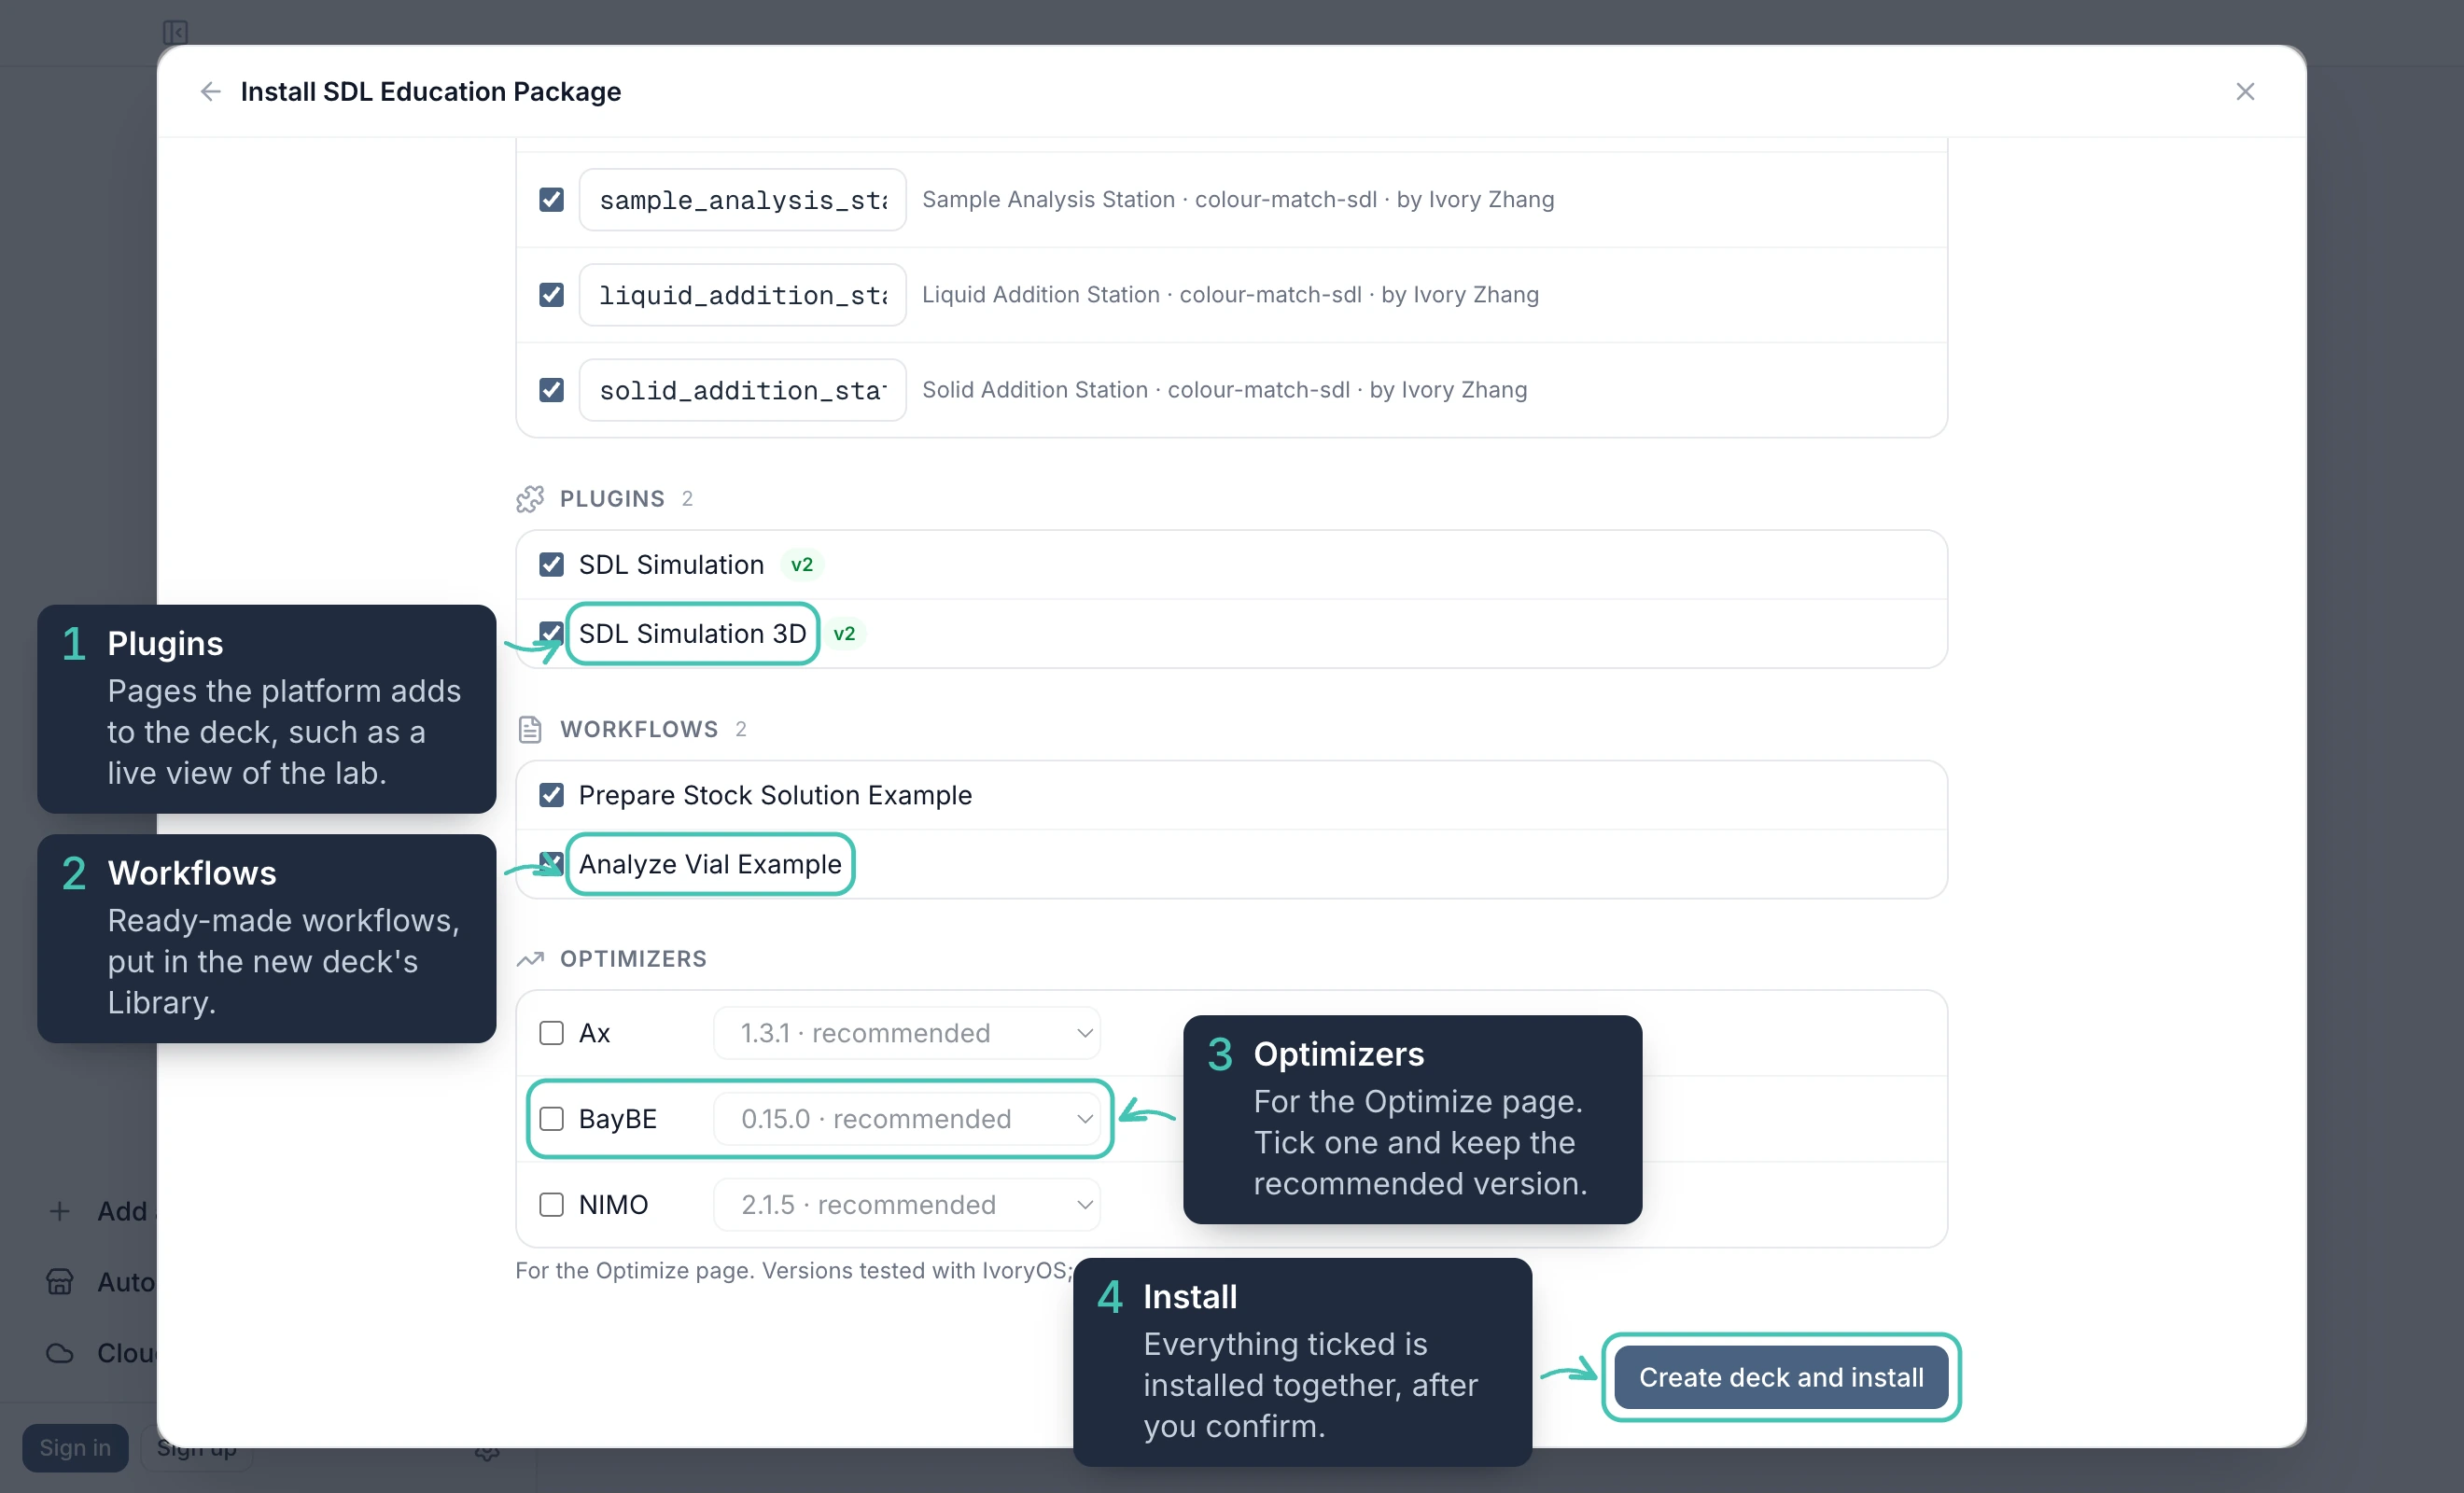 Install SDL Education Package
sample_analysis_sta
Sample Analysis Station · colour-match-sdl · by Ivory Zhang
liquid_addition_sta
Liquid Addition Station · colour-match-sdl · by Ivory Zhang
solid_addition_sta
Solid Addition Station · colour-match-sdl · by Ivory Zhang
PLUGINS 2
SDL Simulation v2
SDL Simulation 3D v2
1 Plugins
Pages the platform adds
to the deck, such as a
live view of the lab.
WORKFLOWS 2
Prepare Stock Solution Example
Analyze Vial Example
2 Workflows
Ready-made workflows,
put in the new deck's
Library.
OPTIMIZERS
Ax 1.3.1 · recommended
BayBE 0.15.0 · recommended
NIMO 2.1.5 · recommended
3 Optimizers
For the Optimize page.
Tick one and keep the
recommended version.
For the Optimize page. Versions tested with IvoryOS;
4 Install
Everything ticked is
installed together, after
you confirm.
Create deck and install
Add
Auto
Clou
Sign in
Sign up